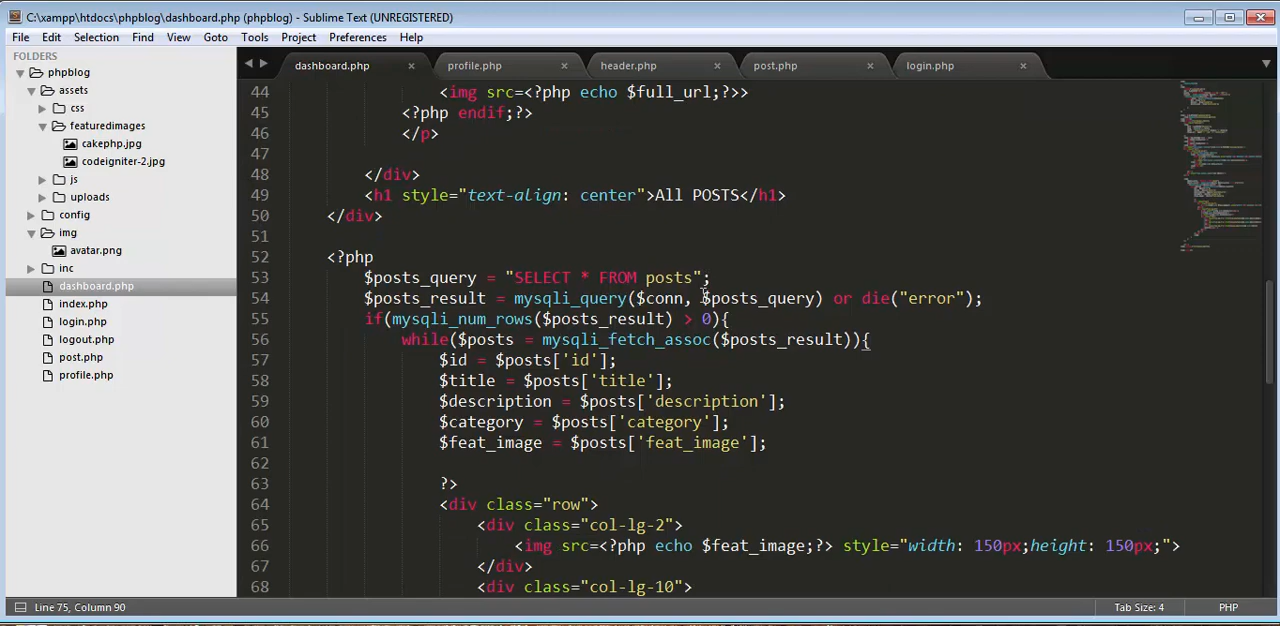 C:\xampp\htdocs\phpblog\dashboard.php (phpblog) - Sublime Text (UNREGISTERED)
File Edit Selection Find View Goto Tools Project Preferences Help
FOLDERS
phpblog
assets
css
featuredimages
cakephp.jpg
codeigniter-2.jpg
js
uploads
config
img
avatar.png
inc
dashboard.php
index.php
login.php
logout.php
post.php
profile.php
dashboard.php × profile.php × header.php × post.php × login.php ×
44 <img src=<?php echo $full_url;?>>
45 <?php endif;?>
46 </p>
47
48 </div>
49 <h1 style="text-align: center">All POSTS</h1>
50 </div>
51
52 <?php
53 $posts_query = "SELECT * FROM posts";
54 $posts_result = mysqli_query($conn, $posts_query) or die("error");
55 if(mysqli_num_rows($posts_result) > 0){
56 while($posts = mysqli_fetch_assoc($posts_result)){
57 $id = $posts['id'];
58 $title = $posts['title'];
59 $description = $posts['description'];
60 $category = $posts['category'];
61 $feat_image = $posts['feat_image'];
62
63 ?>
64 <div class="row">
65 <div class="col-lg-2">
66 <img src=<?php echo $feat_image;?> style="width: 150px;height: 150px;">
67 </div>
68 <div class="col-lg-10">
Line 75, Column 90 Tab Size: 4 PHP